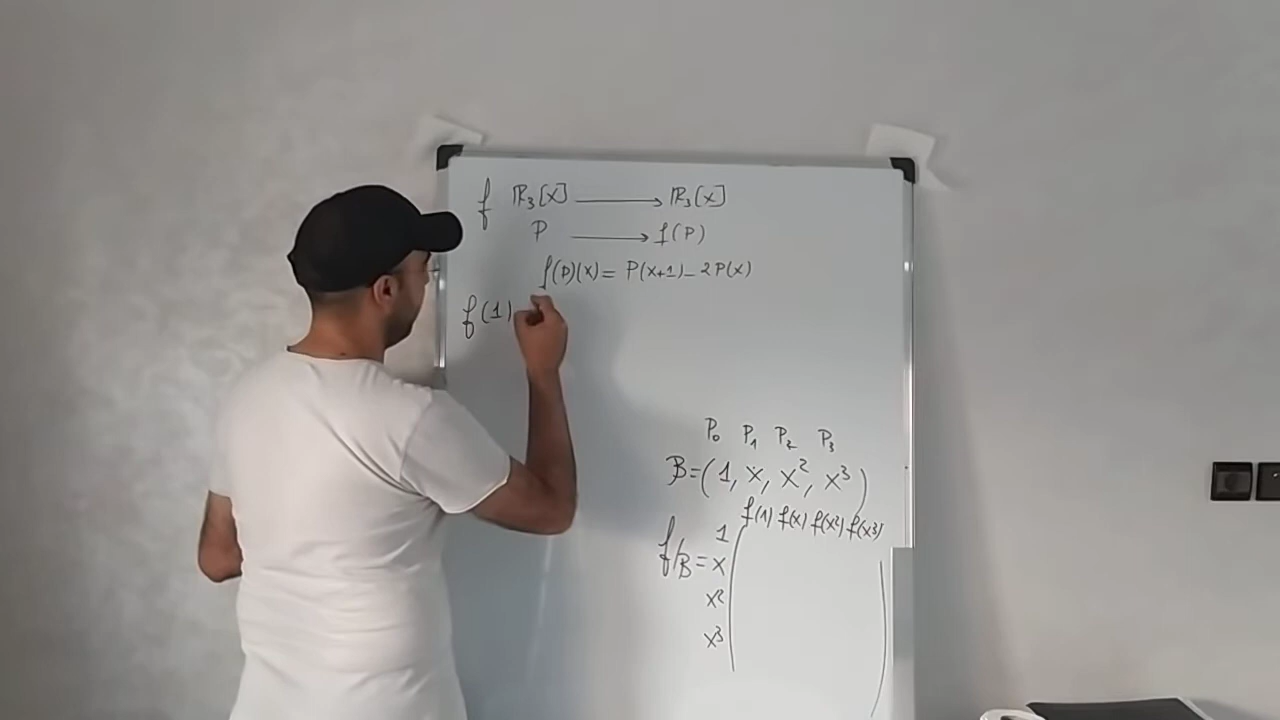 f ℝ₃[X] ⟶ ℝ₃[X]
P ⟶ f(P)
f(P)(X) = P(X+1) - 2P(X)
f(1)
P₀ P₁ P₂ P₃
B = (1, X, X², X³)
f(1) f(X) f(X²) f(X³)
1
f/B = X
X²
X³